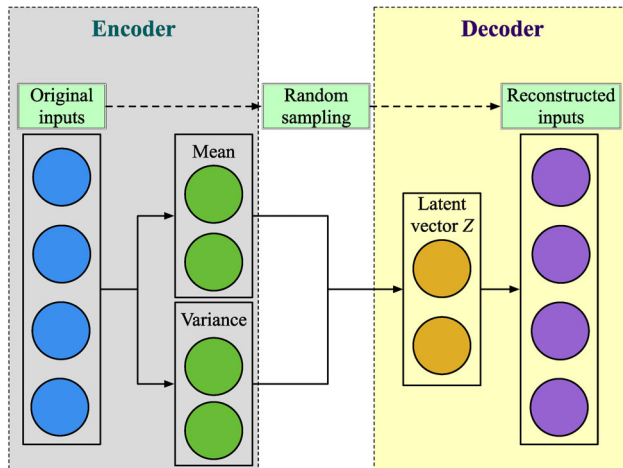 Encoder
Decoder
Original
inputs
Random
sampling
Reconstructed
inputs
Mean
Variance
Latent
vector Z